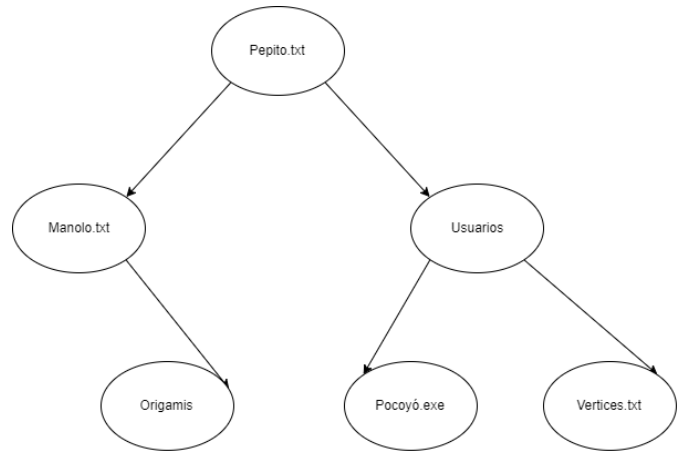 Pepito.txt
Manolo.txt
Usuarios
Origamis
Pocoyó.exe
Vertices.txt